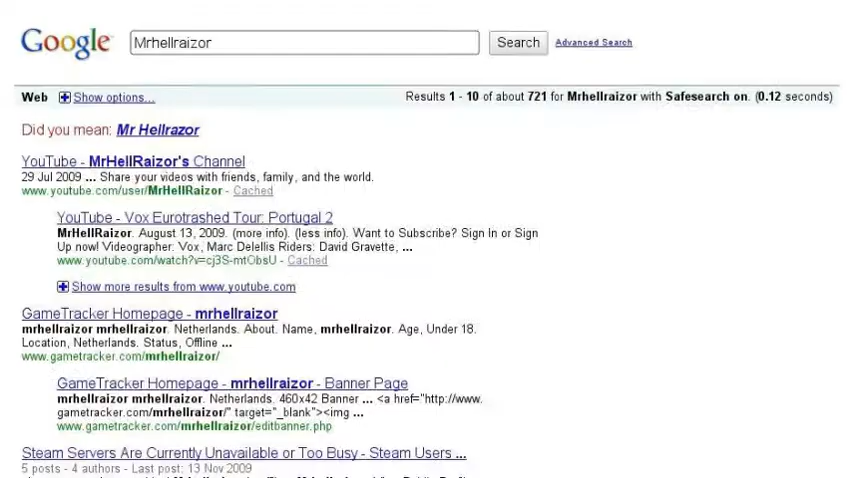 Google Mrhellraizor Search Advanced Search
Web Show options... Results 1 - 10 of about 721 for Mrhellraizor with Safesearch on. (0.12 seconds)
Did you mean: Mr Hellrazor
YouTube - MrHellRaizor's Channel
29 Jul 2009 ... Share your videos with friends, family, and the world.
www.youtube.com/user/MrHellRaizor - Cached
YouTube - Vox Eurotrashed Tour: Portugal 2
MrHellRaizor. August 13, 2009. (more info). (less info). Want to Subscribe? Sign In or Sign
Up now! Videographer: Vox, Marc Delellis Riders: David Gravette, ...
www.youtube.com/watch?v=cj3S-mtObsU - Cached
Show more results from www.youtube.com
GameTracker Homepage - mrhellraizor
mrhellraizor mrhellraizor. Netherlands. About. Name, mrhellraizor. Age, Under 18.
Location, Netherlands. Status, Offline ...
www.gametracker.com/mrhellraizor/
GameTracker Homepage - mrhellraizor - Banner Page
mrhellraizor mrhellraizor. Netherlands. 460x42 Banner ... <a href="http://www.
gametracker.com/mrhellraizor/" target="_blank"><img ...
www.gametracker.com/mrhellraizor/editbanner.php
Steam Servers Are Currently Unavailable or Too Busy - Steam Users ...
5 posts - 4 authors - Last post: 13 Nov 2009